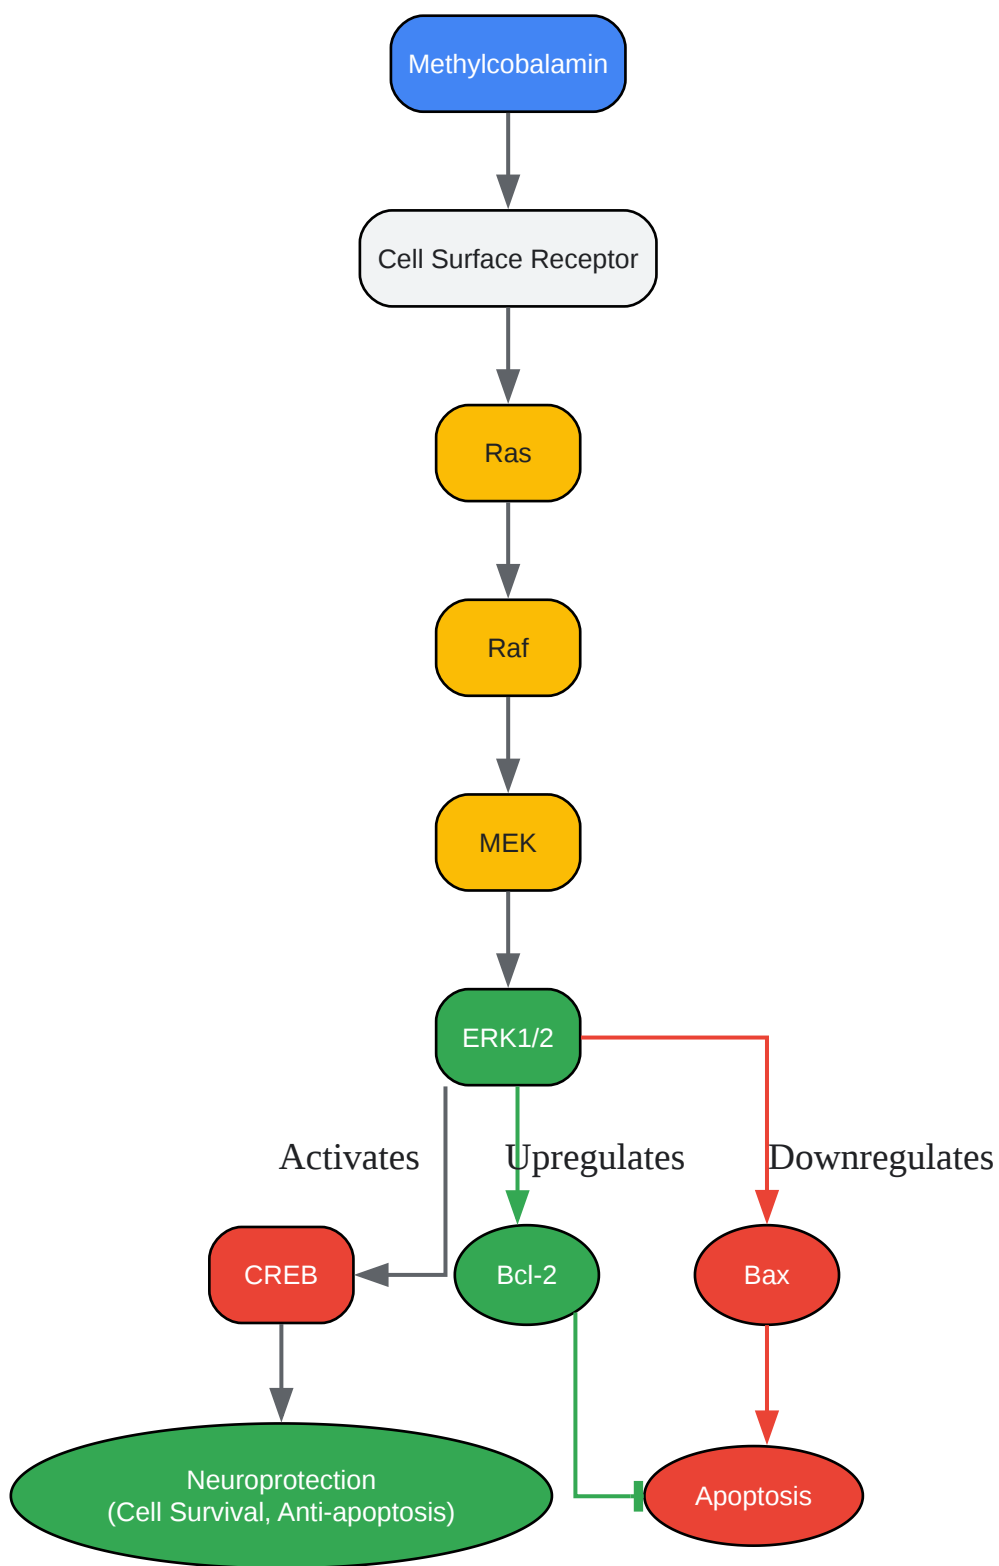 Methylcobalamin
Cell Surface Receptor
Ras
Raf
MEK
ERK1/2
Activates
Upregulates
Downregulates
CREB
Bcl-2
Bax
Neuroprotection
(Cell Survival, Anti-apoptosis)
Apoptosis